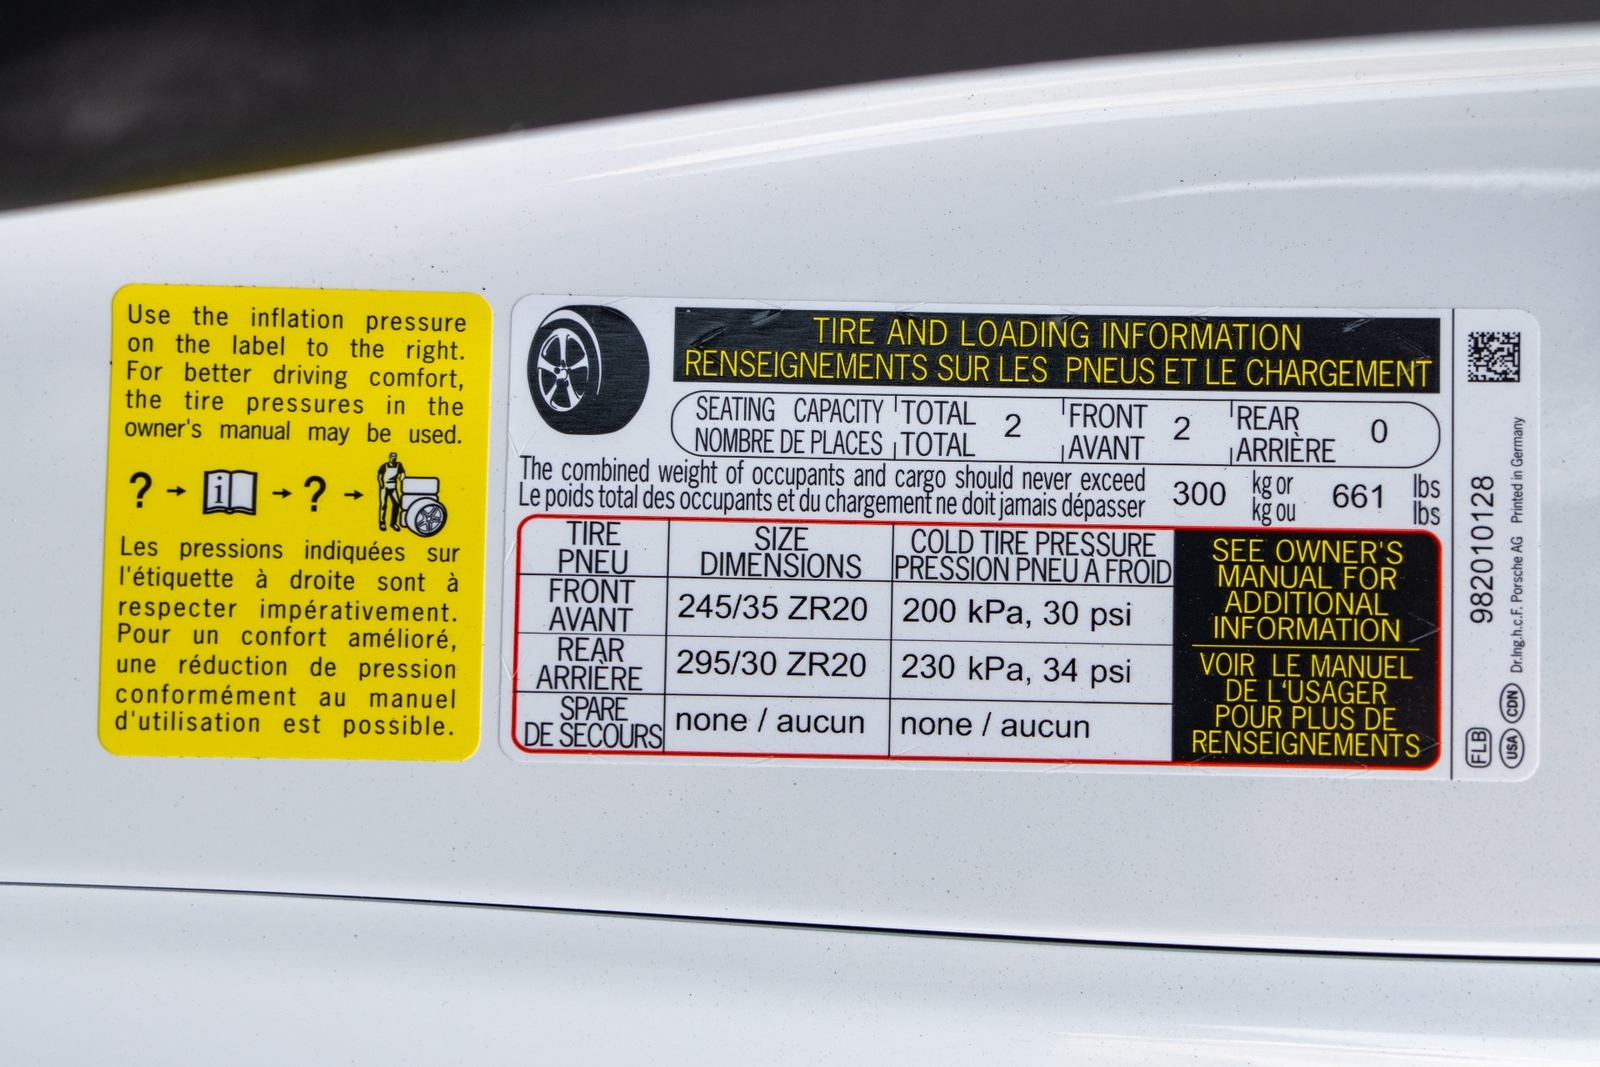 Use the inflation pressure
on the label to the right.
For better driving comfort,
the tire pressures in the
owner's manual may be used.
? → i → ? →
Les pressions indiquées sur
l'étiquette à droite sont à
respecter impérativement.
Pour un confort amélioré,
une réduction de pression
conformément au manuel
d'utilisation est possible.
TIRE AND LOADING INFORMATION
RENSEIGNEMENTS SUR LES PNEUS ET LE CHARGEMENT
SEATING CAPACITY TOTAL 2 FRONT 2 REAR 0
NOMBRE DE PLACES TOTAL AVANT ARRIÈRE
The combined weight of occupants and cargo should never exceed 300 kg or 661 lbs
Le poids total des occupants et du chargement ne doit jamais dépasser kg ou lbs
TIRE SIZE COLD TIRE PRESSURE
PNEU DIMENSIONS PRESSION PNEU A FROID
FRONT 245/35 ZR20 200 kPa, 30 psi
AVANT
REAR 295/30 ZR20 230 kPa, 34 psi
ARRIÈRE
SPARE none / aucun none / aucun
DE SECOURS
SEE OWNER'S
MANUAL FOR
ADDITIONAL
INFORMATION
VOIR LE MANUEL
DE L'USAGER
POUR PLUS DE
RENSEIGNEMENTS
FLB 982010128
USA CDN Dr.Ing.h.c.F. Porsche AG Printed in Germany